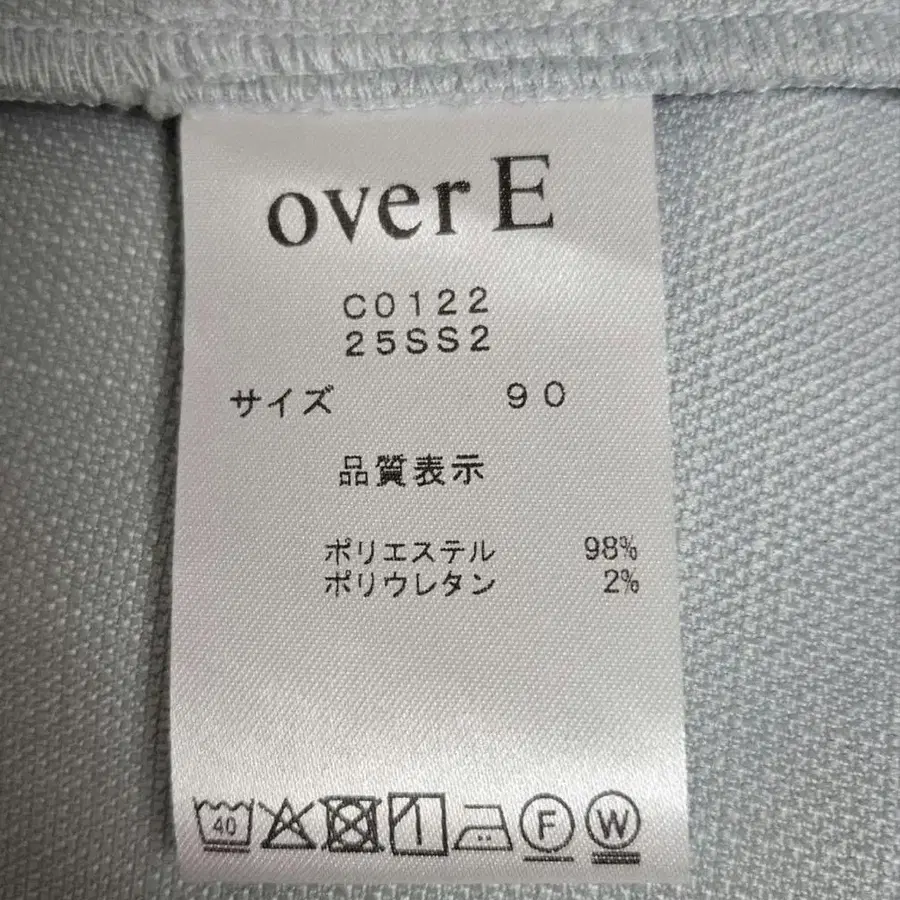 over E
C0122
25SS2
サイズ 90
品質表示
ポリエステル 98%
ポリウレタン 2%
40 F W